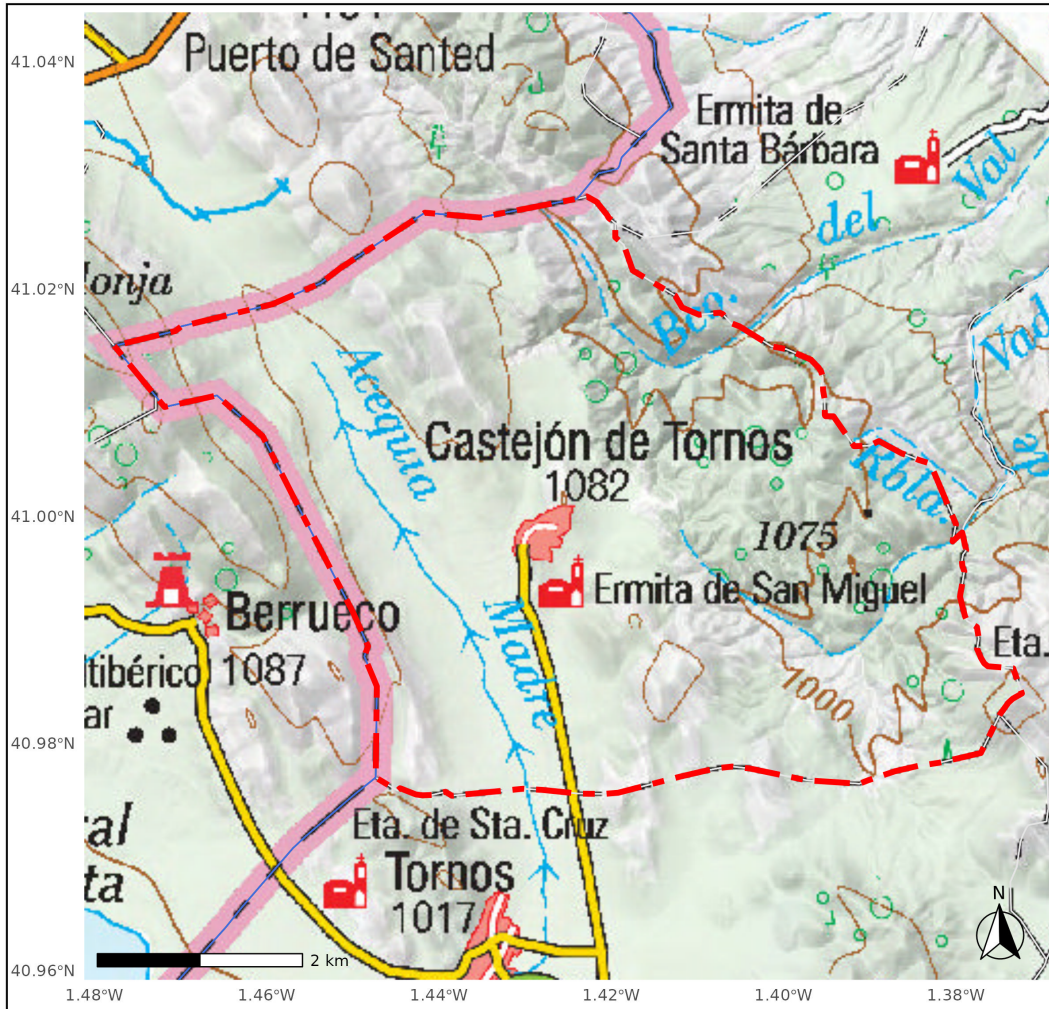 Puerto de Santed
41.04°N
Ermita de
Santa Bárbara
Val
del
41.02°N
Bco.
Vad
de
Acequia
Castejón de Tornos
1082
Rbla.
41.00°N
1075
Ermita de San Miguel
Berrueco
1087
Madre
Eta.
1000
40.98°N
Eta. de Sta. Cruz
Tornos
1017
N
2 km
40.96°N
1.48°W
1.46°W
1.44°W
1.42°W
1.40°W
1.38°W